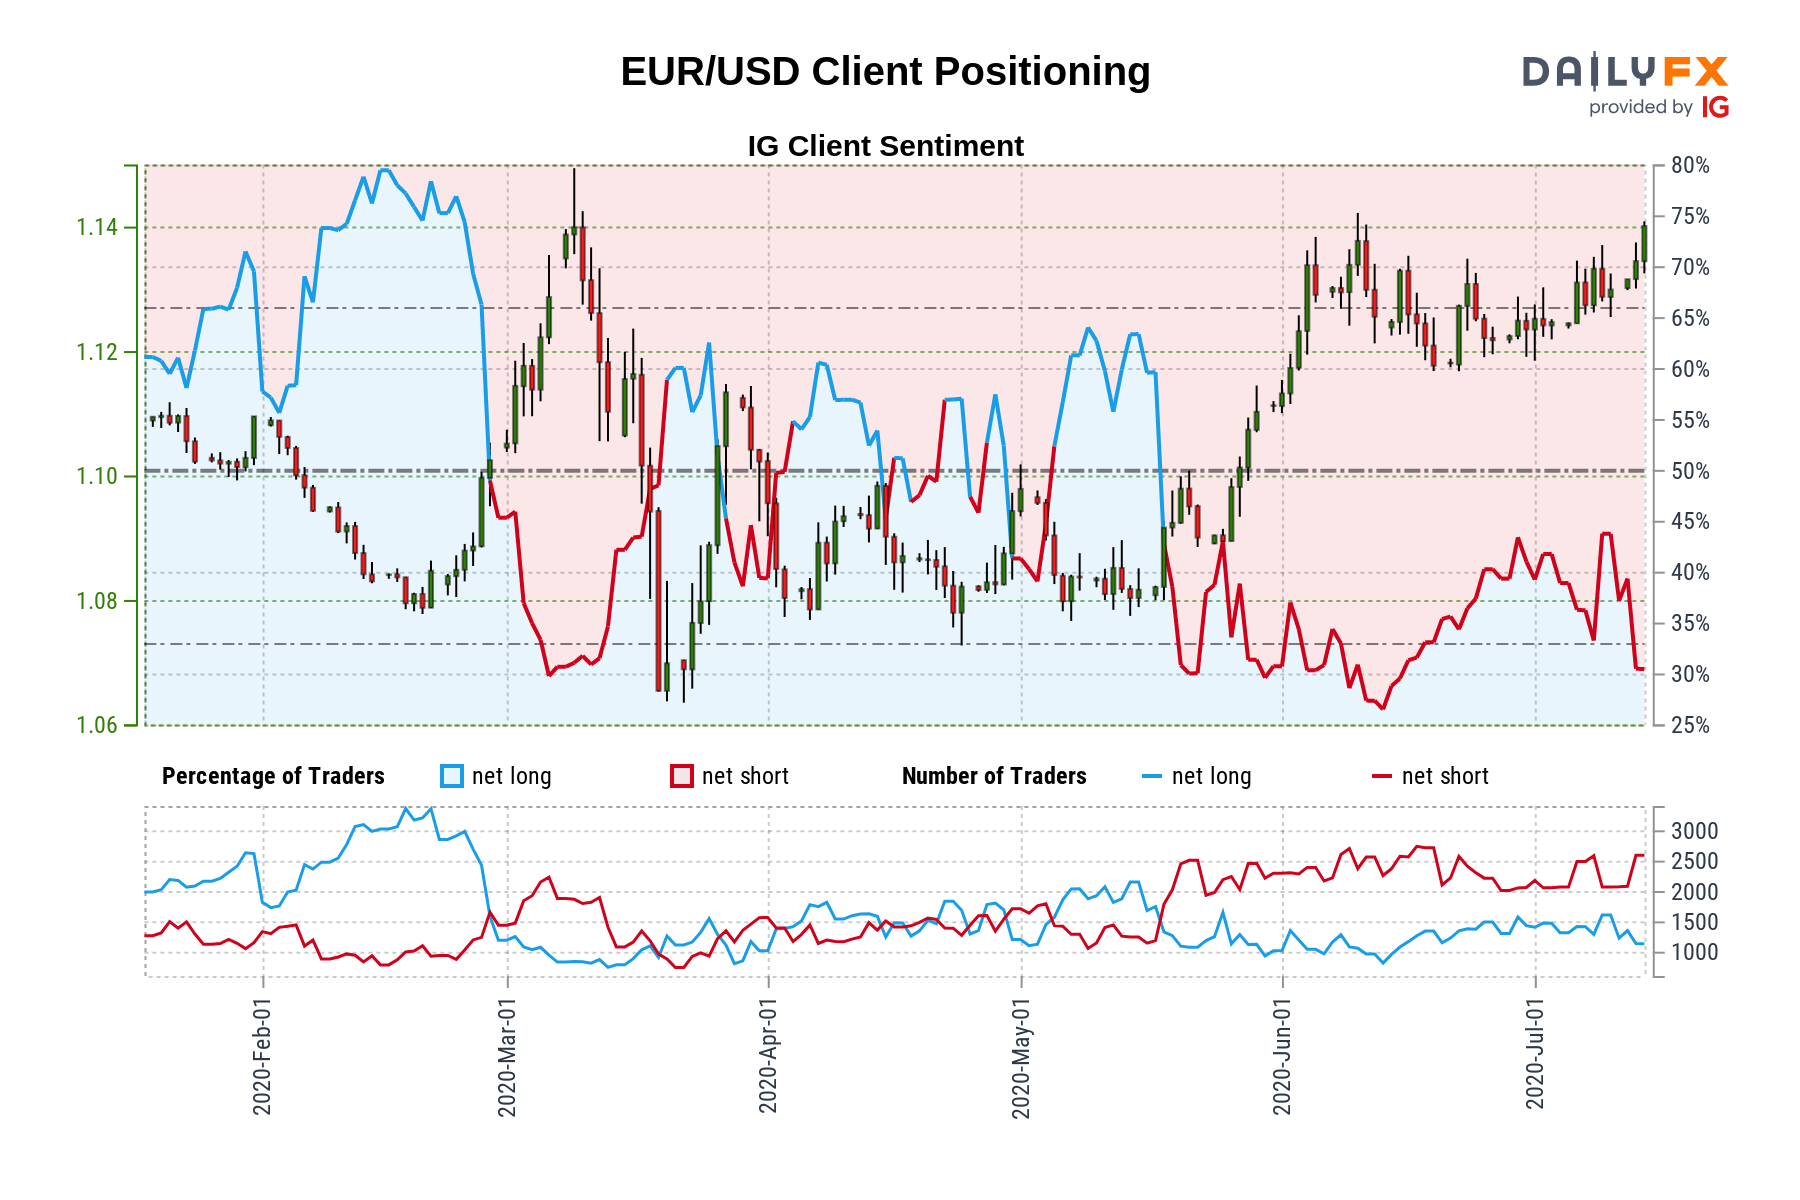 EUR/USD Client Positioning
DAILYFX
provided by IG
IG Client Sentiment
1.14
1.12
1.10
1.08
1.06
80%
75%
70%
65%
60%
55%
50%
45%
40%
35%
30%
25%
Percentage of Traders net long net short Number of Traders net long net short
3000
2500
2000
1500
1000
2020-Feb-01
2020-Mar-01
2020-Apr-01
2020-May-01
2020-Jun-01
2020-Jul-01